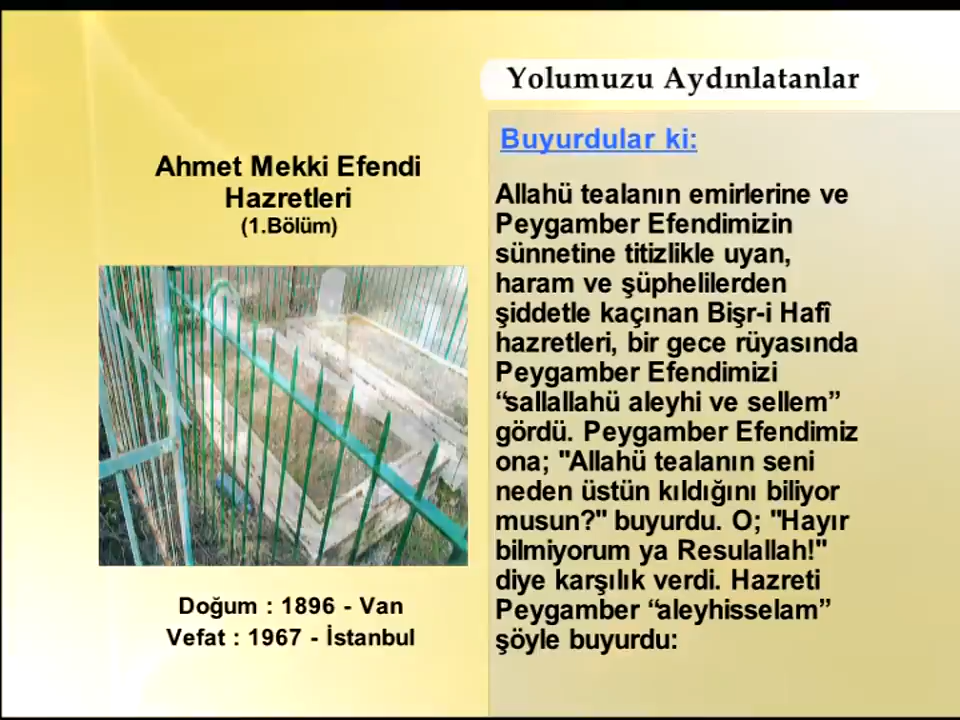 Yolumuzu Aydınlatanlar
Ahmet Mekki Efendi
Hazretleri
(1.Bölüm)
Doğum : 1896 - Van
Vefat : 1967 - İstanbul
Buyurdular ki:
Allahü tealanın emirlerine ve
Peygamber Efendimizin
sünnetine titizlikle uyan,
haram ve şüphelilerden
şiddetle kaçınan Bişr-i Hafî
hazretleri, bir gece rüyasında
Peygamber Efendimizi
“sallallahü aleyhi ve sellem”
gördü. Peygamber Efendimiz
ona; "Allahü tealanın seni
neden üstün kıldığını biliyor
musun?" buyurdu. O; "Hayır
bilmiyorum ya Resulallah!"
diye karşılık verdi. Hazreti
Peygamber “aleyhisselam”
şöyle buyurdu: